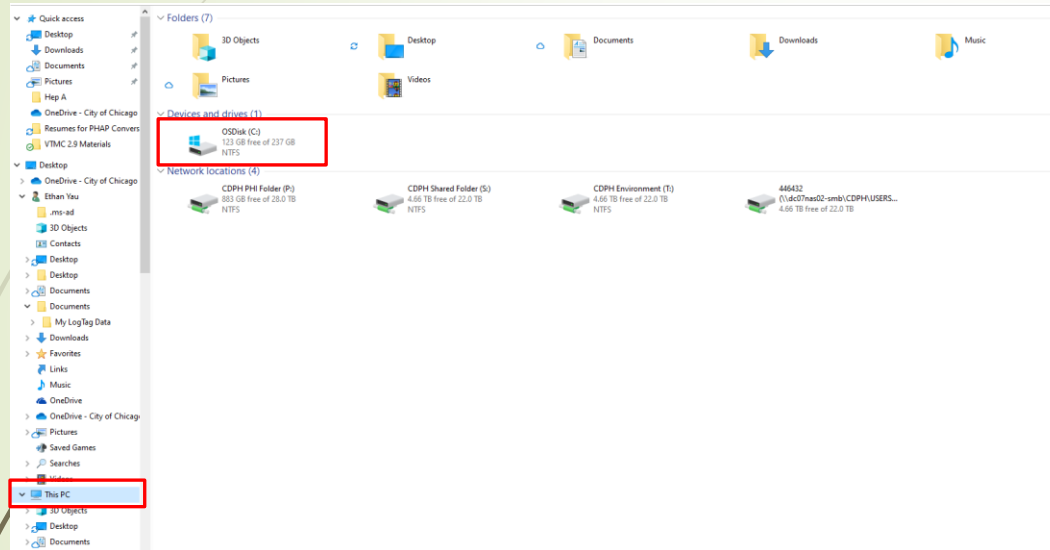 Quick access
Desktop
Downloads
Documents
Pictures
Hep A
OneDrive - City of Chicago
Resumes for PHAP Convers
VTMC 2.9 Materials
Desktop
OneDrive - City of Chicago
Ethan Yau
.ms-ad
3D Objects
Contacts
Desktop
Desktop
Documents
Documents
My LogTag Data
Downloads
Favorites
Links
Music
OneDrive
OneDrive - City of Chicag
Pictures
Saved Games
Searches
Videos
This PC
3D Objects
Desktop
Documents
Folders (7)
3D Objects
Desktop
Documents
Downloads
Music
Pictures
Videos
Devices and drives (1)
OSDisk (C:)
123 GB free of 237 GB
NTFS
Network locations (4)
CDPH PHI Folder (P:)
883 GB free of 28.0 TB
NTFS
CDPH Shared Folder (S:)
4.66 TB free of 22.0 TB
NTFS
CDPH Environment (T:)
4.66 TB free of 22.0 TB
NTFS
446432
(\\dc07nas02-smb\CDPH\USERS...
4.66 TB free of 22.0 TB